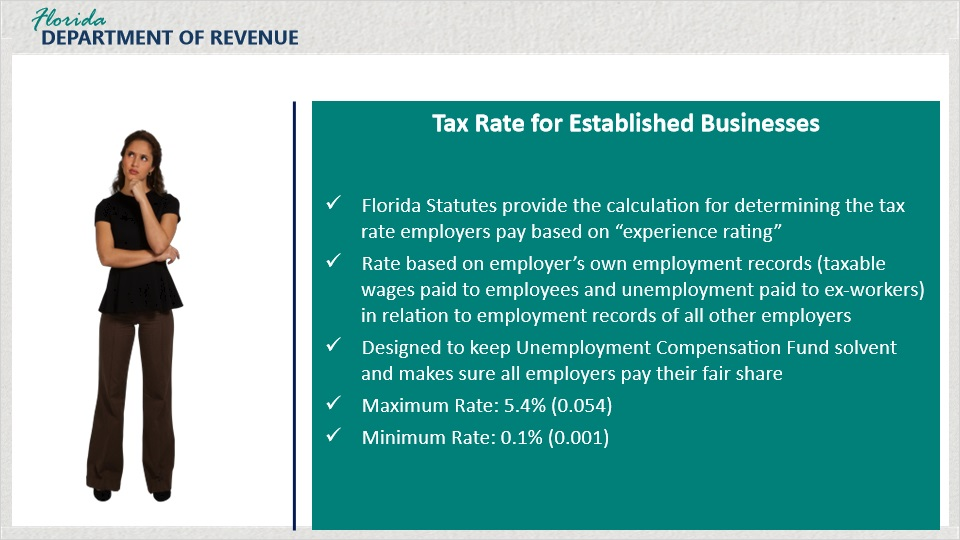 Florida
DEPARTMENT OF REVENUE
Tax Rate for Established Businesses
✓ Florida Statutes provide the calculation for determining the tax
rate employers pay based on “experience rating”
✓ Rate based on employer’s own employment records (taxable
wages paid to employees and unemployment paid to ex-workers)
in relation to employment records of all other employers
✓ Designed to keep Unemployment Compensation Fund solvent
and makes sure all employers pay their fair share
✓ Maximum Rate: 5.4% (0.054)
✓ Minimum Rate: 0.1% (0.001)